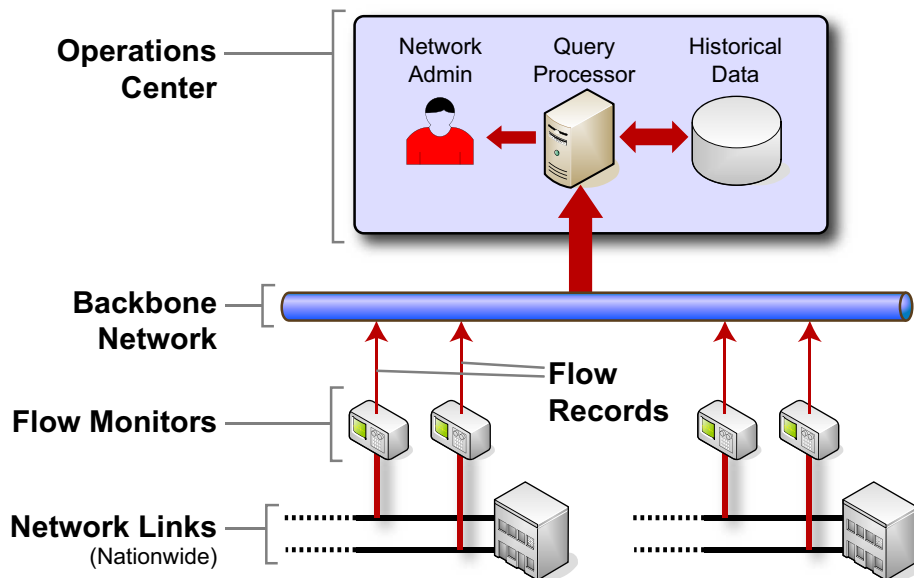 Operations
Center
Network
Admin
Query
Processor
Historical
Data
Backbone
Network
Flow
Records
Flow Monitors
Network Links
(Nationwide)